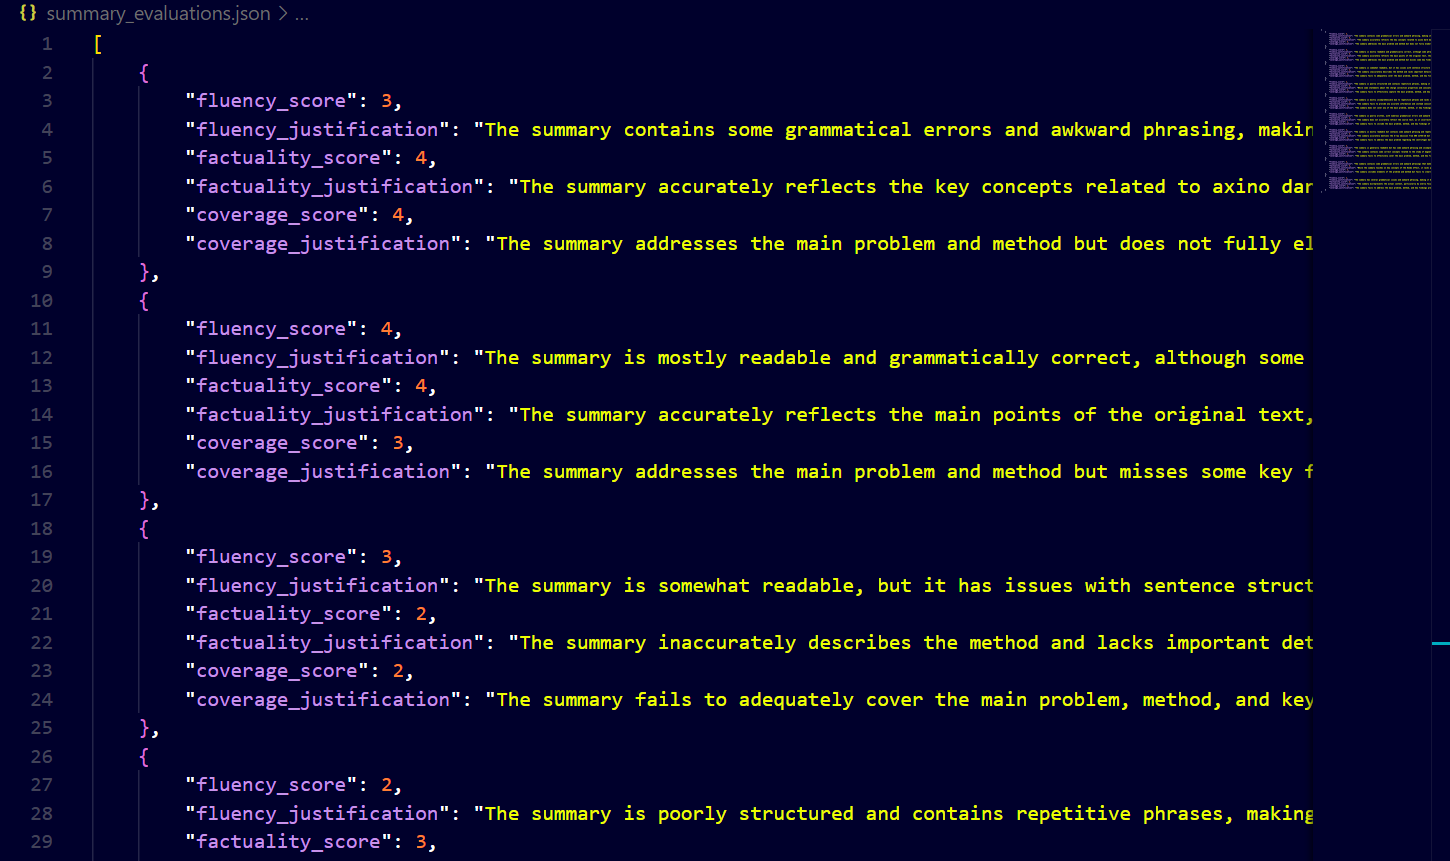 {} summary_evaluations.json > ...
1 [
2 {
3 "fluency_score": 3,
4 "fluency_justification": "The summary contains some grammatical errors and awkward phrasing, makin
5 "factuality_score": 4,
6 "factuality_justification": "The summary accurately reflects the key concepts related to axino dar
7 "coverage_score": 4,
8 "coverage_justification": "The summary addresses the main problem and method but does not fully el
9 },
10 {
11 "fluency_score": 4,
12 "fluency_justification": "The summary is mostly readable and grammatically correct, although some
13 "factuality_score": 4,
14 "factuality_justification": "The summary accurately reflects the main points of the original text,
15 "coverage_score": 3,
16 "coverage_justification": "The summary addresses the main problem and method but misses some key f
17 },
18 {
19 "fluency_score": 3,
20 "fluency_justification": "The summary is somewhat readable, but it has issues with sentence struct
21 "factuality_score": 2,
22 "factuality_justification": "The summary inaccurately describes the method and lacks important det
23 "coverage_score": 2,
24 "coverage_justification": "The summary fails to adequately cover the main problem, method, and key
25 },
26 {
27 "fluency_score": 2,
28 "fluency_justification": "The summary is poorly structured and contains repetitive phrases, making
29 "factuality_score": 3,